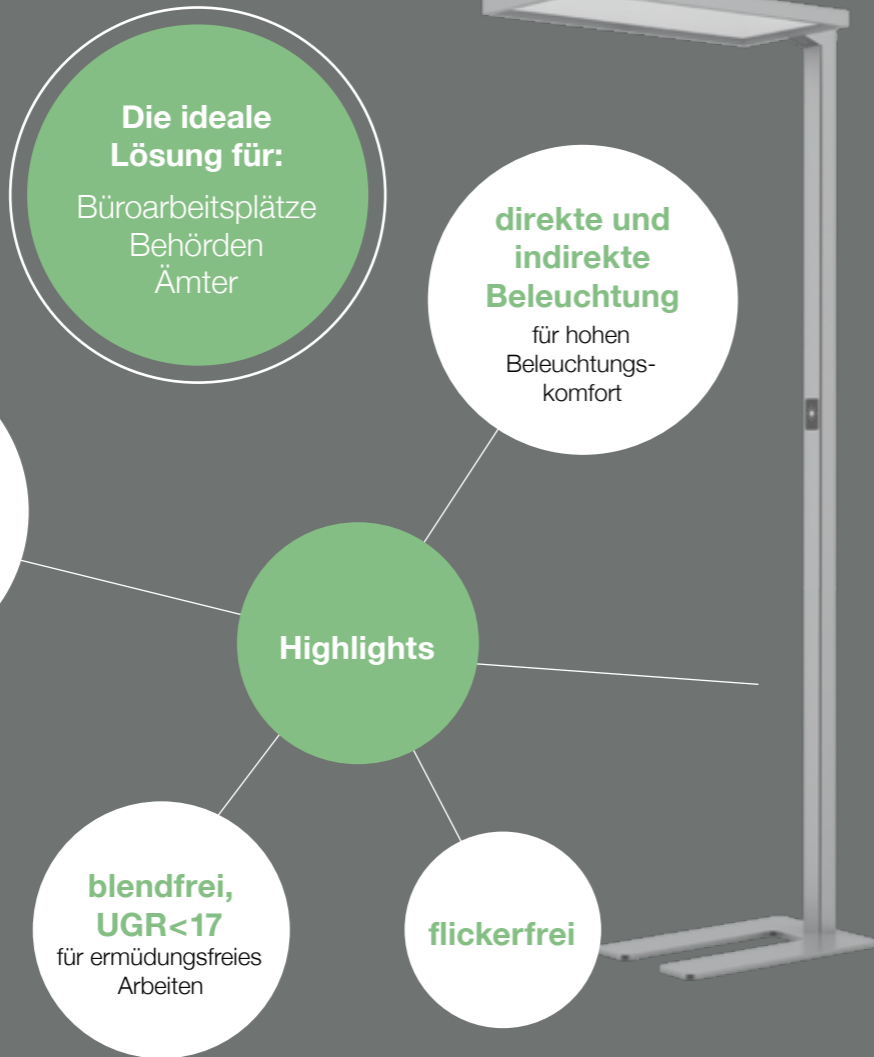 Die ideale
Lösung für:
Büroarbeitsplätze
Behörden
Ämter
direkte und
indirekte
Beleuchtung
für hohen
Beleuchtungs-
komfort
Highlights
blendfrei,
UGR<17
für ermüdungsfreies
Arbeiten
flickerfrei